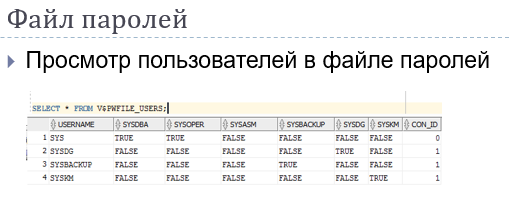 Файл паролей
Просмотр пользователей в файле паролей
SELECT * FROM V$PWFILE_USERS;
USERNAME SYSDBA SYSOPER SYSASM SYSBACKUP SYSDG SYSKM CON_ID
1 SYS TRUE TRUE FALSE FALSE FALSE FALSE 0
2 SYSDG FALSE FALSE FALSE FALSE TRUE FALSE 1
3 SYSBACKUP FALSE FALSE FALSE TRUE FALSE FALSE 1
4 SYSKM FALSE FALSE FALSE FALSE FALSE TRUE 1